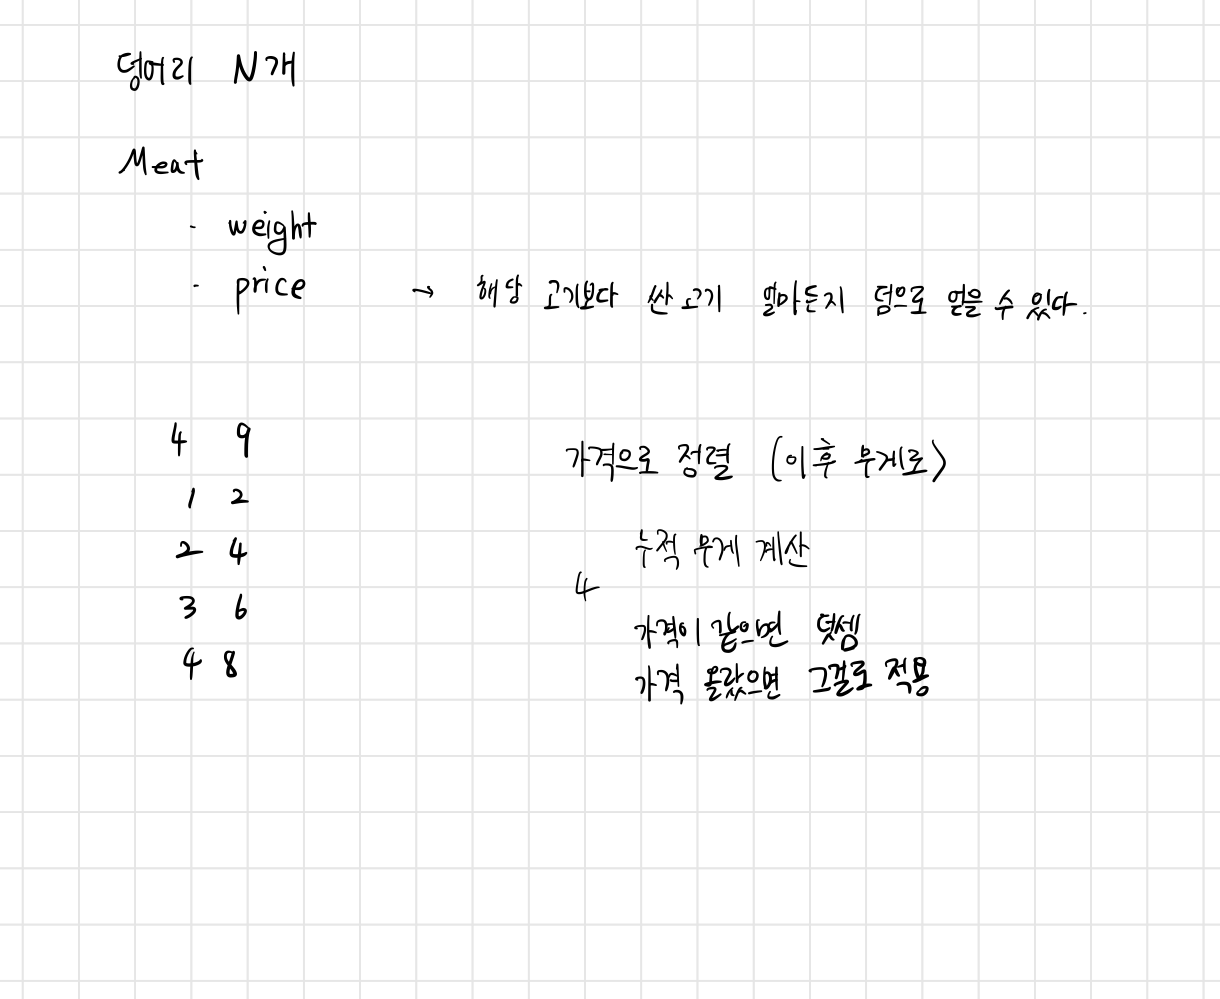 덩어리 N개
Meat
· weight
· price → 해당 고기보다 싼 고기 얼마든지 덤으로 얻을 수 있다.
4 9
1 2
2 4
3 6
4 8
가격으로 정렬 (이후 무게로)
누적 무게 계산
4
가격이 같으면 덧셈
가격 올랐으면 그걸로 적용